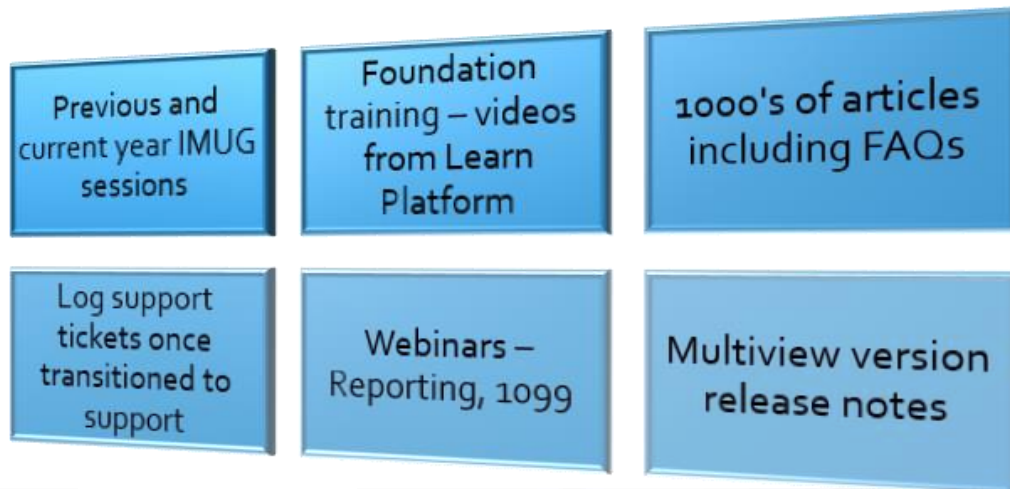 Previous and
current year IMUG
sessions
Foundation
training – videos
from Learn
Platform
1000's of articles
including FAQs
Log support
tickets once
transitioned to
support
Webinars –
Reporting, 1099
Multiview version
release notes